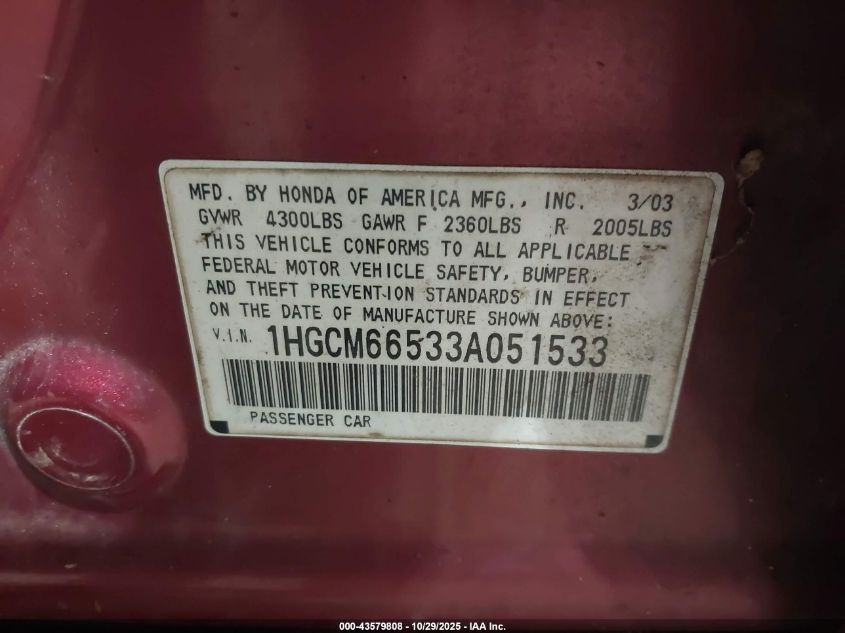 MFD. BY HONDA OF AMERICA MFG., INC. 3/03
GVWR 4300LBS GAWR F 2360LBS R 2005LBS
THIS VEHICLE CONFORMS TO ALL APPLICABLE
FEDERAL MOTOR VEHICLE SAFETY, BUMPER,
AND THEFT PREVENTION STANDARDS IN EFFECT
ON THE DATE OF MANUFACTURE SHOWN ABOVE:
V.I.N. 1HGCM66533A051533
PASSENGER CAR
000-43579808 - 10/29/2025 - IAA Inc.